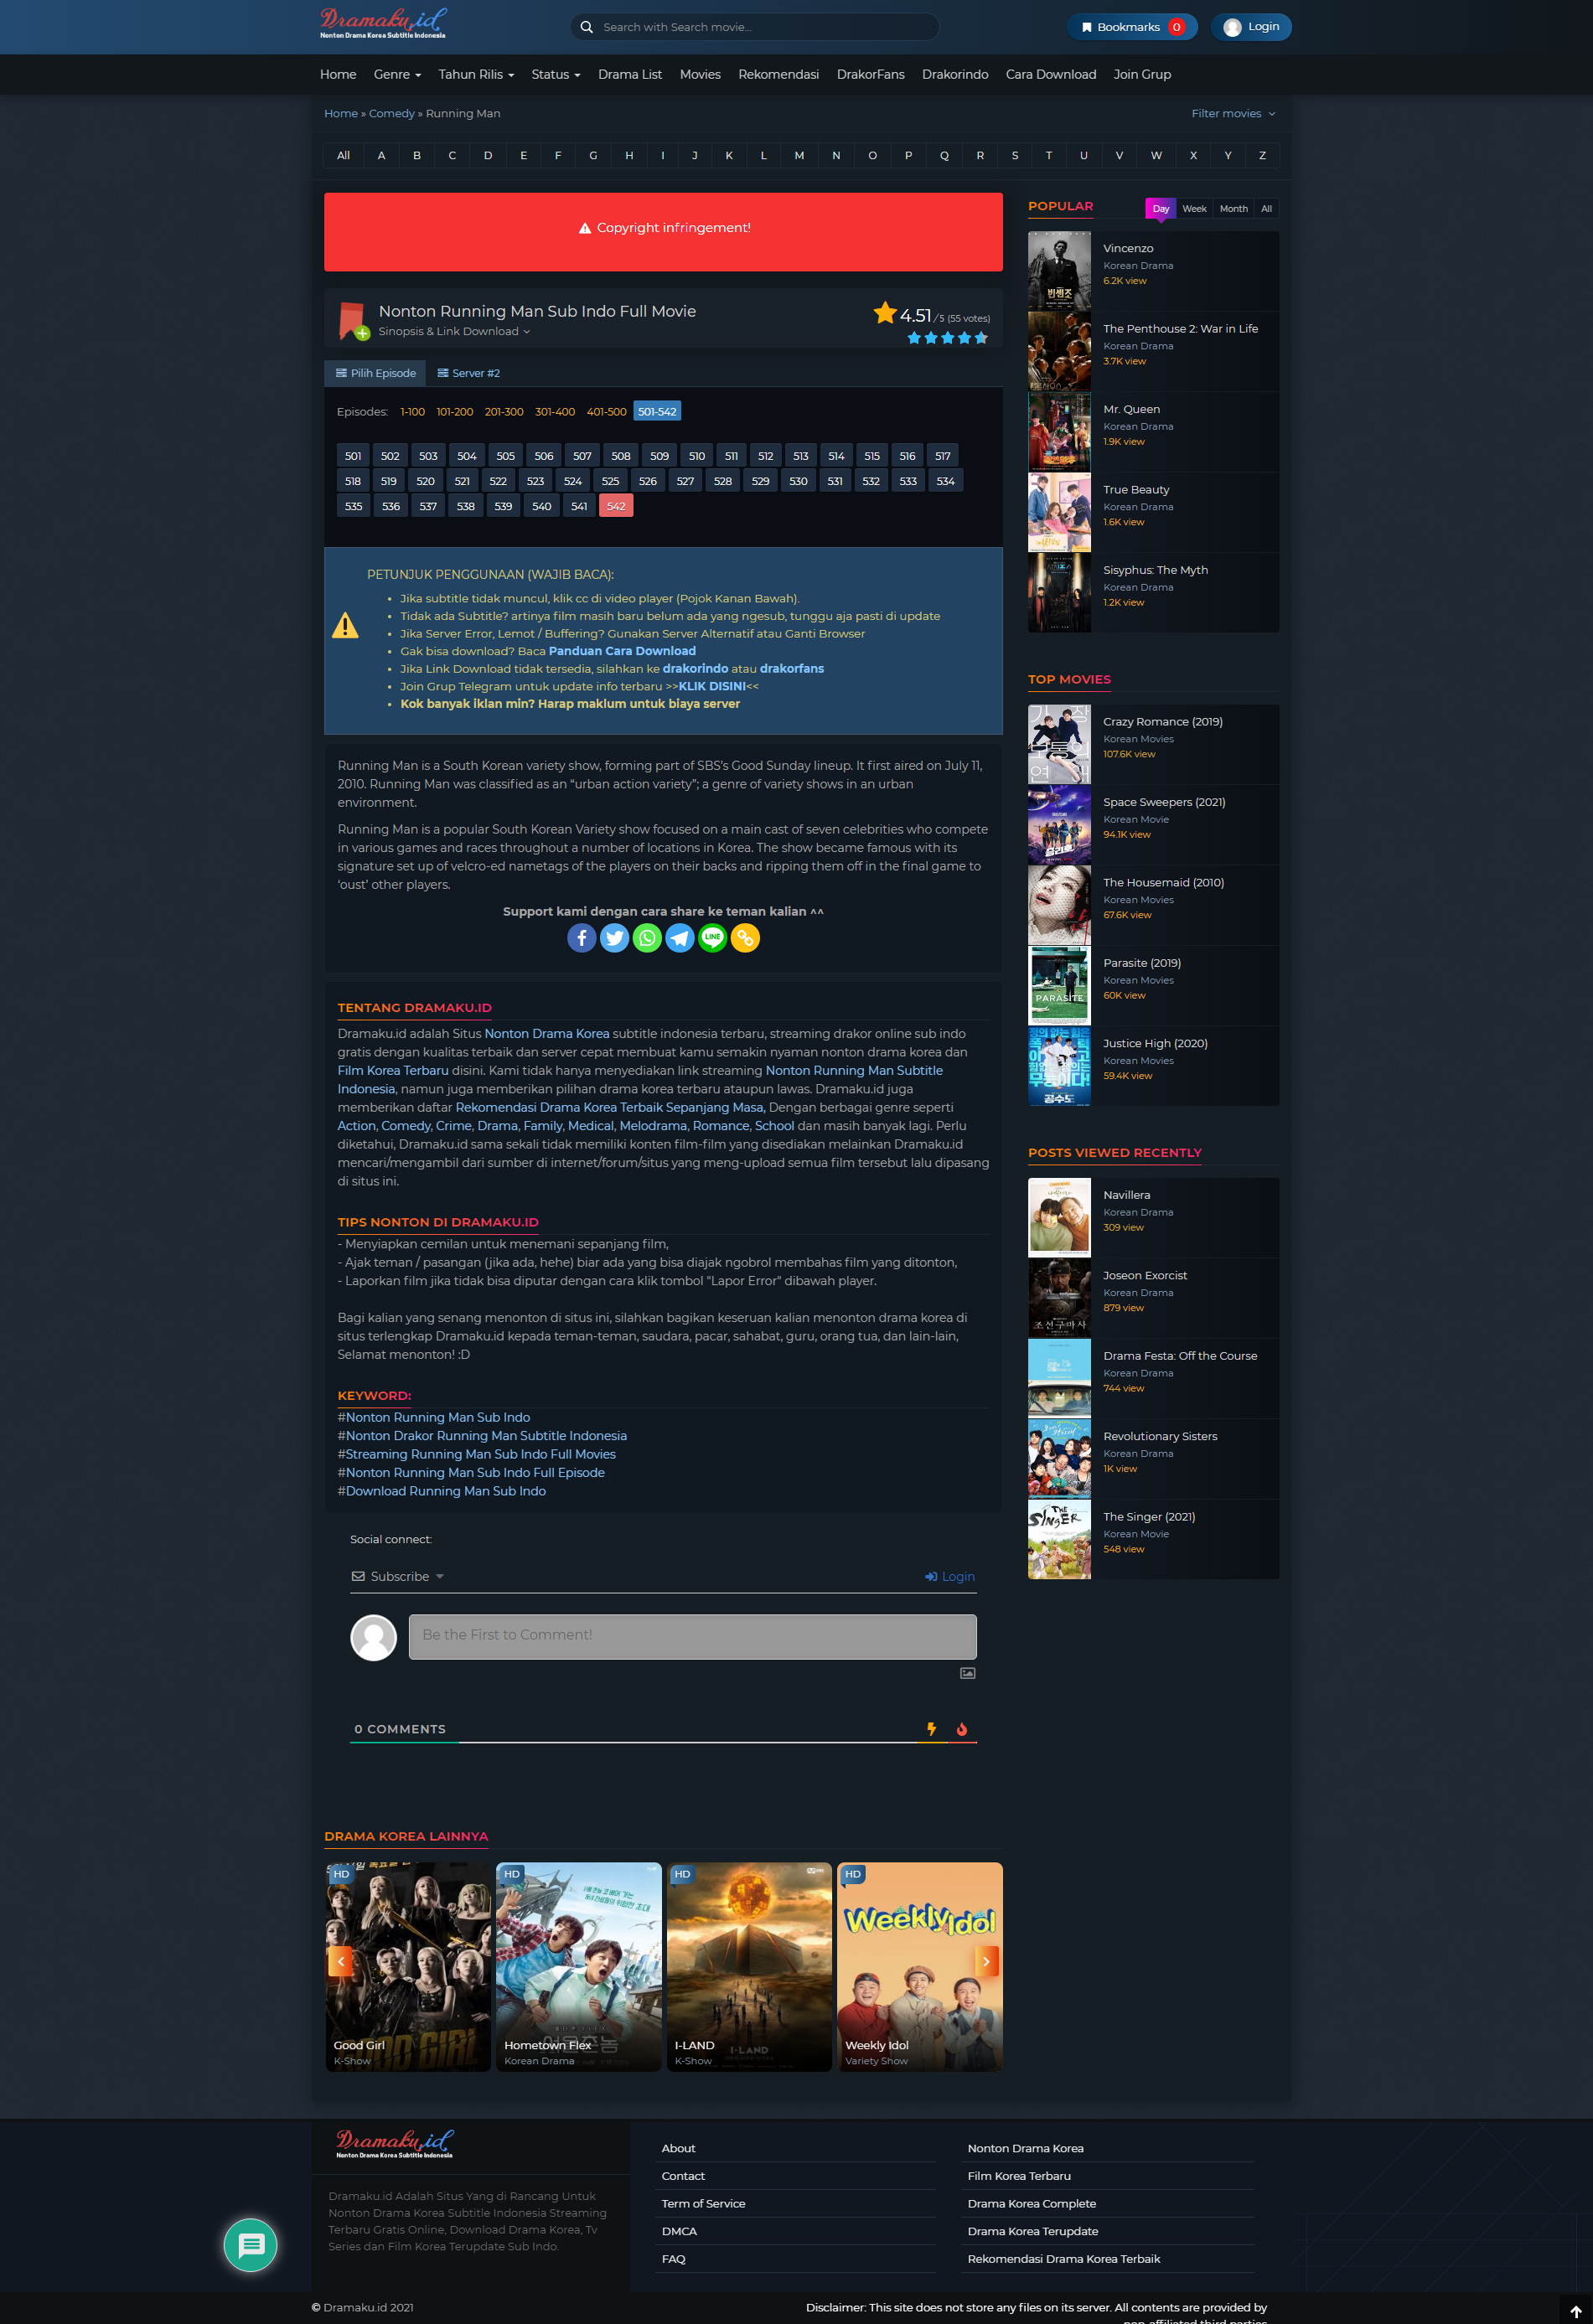 Dramaku.id
Nonton Drama Korea Subtitle Indonesia
Search with Search movie...
Bookmarks 0
Login
Home Genre Tahun Rilis Status Drama List Movies Rekomendasi DrakorFans Drakorindo Cara Download Join Grup
Home » Comedy » Running Man
Filter movies
All A B C D E F G H I J K L M N O P Q R S T U V W X Y Z
Copyright infringement!
Nonton Running Man Sub Indo Full Movie
Sinopsis & Link Download
4.51 / 5 (55 votes)
Pilih Episode Server #2
Episodes: 1-100 101-200 201-300 301-400 401-500 501-542
501 502 503 504 505 506 507 508 509 510 511 512 513 514 515 516 517
518 519 520 521 522 523 524 525 526 527 528 529 530 531 532 533 534
535 536 537 538 539 540 541 542
PETUNJUK PENGGUNAAN (WAJIB BACA):
• Jika subtitle tidak muncul, klik cc di video player (Pojok Kanan Bawah).
• Tidak ada Subtitle? artinya film masih baru belum ada yang ngesub, tunggu aja pasti di update
• Jika Server Error, Lemot / Buffering? Gunakan Server Alternatif atau Ganti Browser
• Gak bisa download? Baca Panduan Cara Download
• Jika Link Download tidak tersedia, silahkan ke drakorindo atau drakorfans
• Join Grup Telegram untuk update info terbaru >>KLIK DISINI<<
• Kok banyak iklan min? Harap maklum untuk biaya server
Running Man is a South Korean variety show, forming part of SBS's Good Sunday lineup. It first aired on July 11,
2010. Running Man was classified as an “urban action variety”; a genre of variety shows in an urban
environment.
Running Man is a popular South Korean Variety show focused on a main cast of seven celebrities who compete
in various games and races throughout a number of locations in Korea. The show became famous with its
signature set up of velcro-ed nametags of the players on their backs and ripping them off in the final game to
‘oust’ other players.
Support kami dengan cara share ke teman kalian ^^
LINE
TENTANG DRAMAKU.ID
Dramaku.id adalah Situs Nonton Drama Korea subtitle indonesia terbaru, streaming drakor online sub indo
gratis dengan kualitas terbaik dan server cepat membuat kamu semakin nyaman nonton drama korea dan
Film Korea Terbaru disini. Kami tidak hanya menyediakan link streaming Nonton Running Man Subtitle
Indonesia, namun juga memberikan pilihan drama korea terbaru ataupun lawas. Dramaku.id juga
memberikan daftar Rekomendasi Drama Korea Terbaik Sepanjang Masa, Dengan berbagai genre seperti
Action, Comedy, Crime, Drama, Family, Medical, Melodrama, Romance, School dan masih banyak lagi. Perlu
diketahui, Dramaku.id sama sekali tidak memiliki konten film-film yang disediakan melainkan Dramaku.id
mencari/mengambil dari sumber di internet/forum/situs yang meng-upload semua film tersebut lalu dipasang
di situs ini.
TIPS NONTON DI DRAMAKU.ID
- Menyiapkan cemilan untuk menemani sepanjang film,
- Ajak teman / pasangan (jika ada, hehe) biar ada yang bisa diajak ngobrol membahas film yang ditonton,
- Laporkan film jika tidak bisa diputar dengan cara klik tombol "Lapor Error" dibawah player.
Bagi kalian yang senang menonton di situs ini, silahkan bagikan keseruan kalian menonton drama korea di
situs terlengkap Dramaku.id kepada teman-teman, saudara, pacar, sahabat, guru, orang tua, dan lain-lain,
Selamat menonton! :D
KEYWORD:
#Nonton Running Man Sub Indo
#Nonton Drakor Running Man Subtitle Indonesia
#Streaming Running Man Sub Indo Full Movies
#Nonton Running Man Sub Indo Full Episode
#Download Running Man Sub Indo
Social connect:
Subscribe
Login
Be the First to Comment!
0 COMMENTS
DRAMA KOREA LAINNYA
HD
GOOD GIRL
Good Girl
K-Show
HD
Hometown Flex
Korean Drama
HD
I-LAND
I-LAND
K-Show
HD
Weekly Idol
Weekly Idol
Variety Show
POPULAR
Day Week Month All
빈센조
Vincenzo
Korean Drama
6.2K view
The Penthouse 2: War in Life
Korean Drama
3.7K view
Mr. Queen
Korean Drama
1.9K view
True Beauty
Korean Drama
1.6K view
Sisyphus: The Myth
Korean Drama
1.2K view
TOP MOVIES
가장
보통의
연애
Crazy Romance (2019)
Korean Movies
107.6K view
Space Sweepers (2021)
Korean Movie
94.1K view
The Housemaid (2010)
Korean Movies
67.6K view
PARASITE
Parasite (2019)
Korean Movies
60K view
공수도
Justice High (2020)
Korean Movies
59.4K view
POSTS VIEWED RECENTLY
Navillera
Korean Drama
309 view
조선구마사
Joseon Exorcist
Korean Drama
879 view
Drama Festa: Off the Course
Korean Drama
744 view
Revolutionary Sisters
Korean Drama
1K view
THE SINGER
The Singer (2021)
Korean Movie
548 view
Dramaku.id
Nonton Drama Korea Subtitle Indonesia
Dramaku.id Adalah Situs Yang di Rancang Untuk
Nonton Drama Korea Subtitle Indonesia Streaming
Terbaru Gratis Online, Download Drama Korea, Tv
Series dan Film Korea Terupdate Sub Indo.
About
Contact
Term of Service
DMCA
FAQ
Nonton Drama Korea
Film Korea Terbaru
Drama Korea Complete
Drama Korea Terupdate
Rekomendasi Drama Korea Terbaik
© Dramaku.id 2021
Disclaimer: This site does not store any files on its server. All contents are provided by